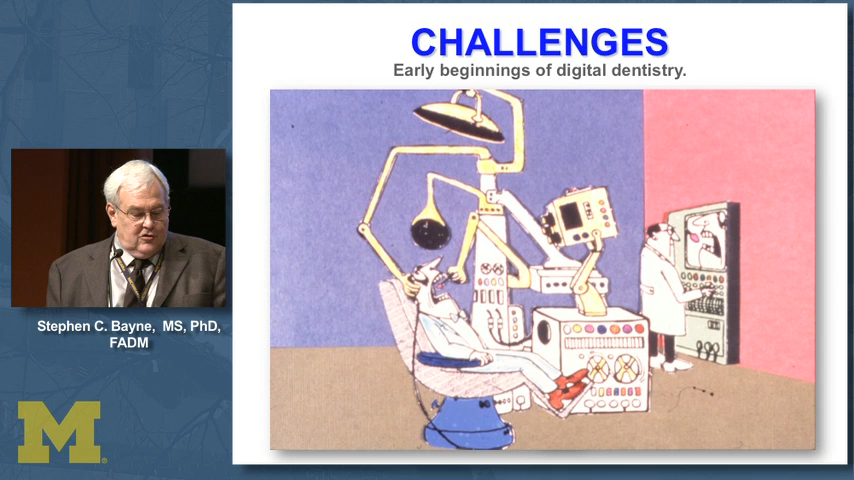 CHALLENGES
Early beginnings of digital dentistry.
Stephen C. Bayne, MS, PhD,
FADM
M